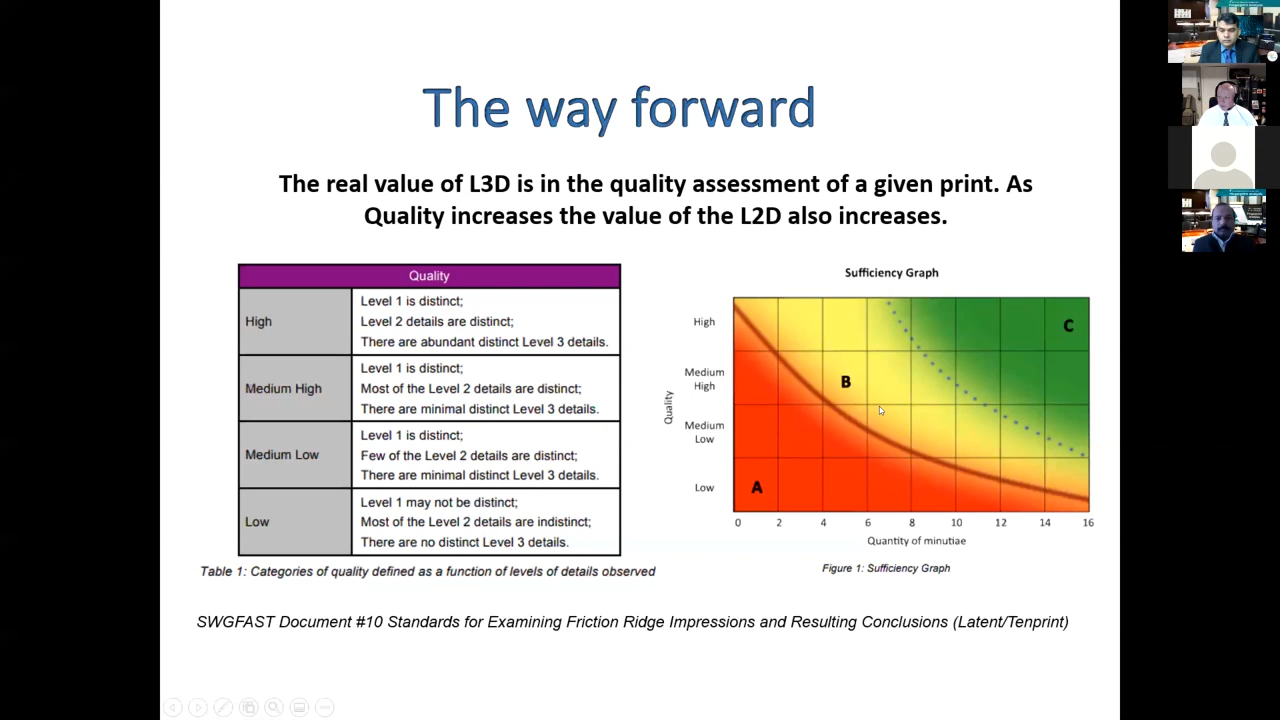 The way forward
The real value of L3D is in the quality assessment of a given print. As
Quality increases the value of the L2D also increases.
Quality
High
Level 1 is distinct;
Level 2 details are distinct;
There are abundant distinct Level 3 details.
Medium High
Level 1 is distinct;
Most of the Level 2 details are distinct;
There are minimal distinct Level 3 details.
Medium Low
Level 1 is distinct;
Few of the Level 2 details are distinct;
There are minimal distinct Level 3 details.
Low
Level 1 may not be distinct;
Most of the Level 2 details are indistinct;
There are no distinct Level 3 details.
Table 1: Categories of quality defined as a function of levels of details observed
Sufficiency Graph
Quality
High
Medium
High
Medium
Low
Low
A
B
C
0 2 4 6 8 10 12 14 16
Quantity of minutiae
Figure 1: Sufficiency Graph
SWGFAST Document #10 Standards for Examining Friction Ridge Impressions and Resulting Conclusions (Latent/Tenprint)